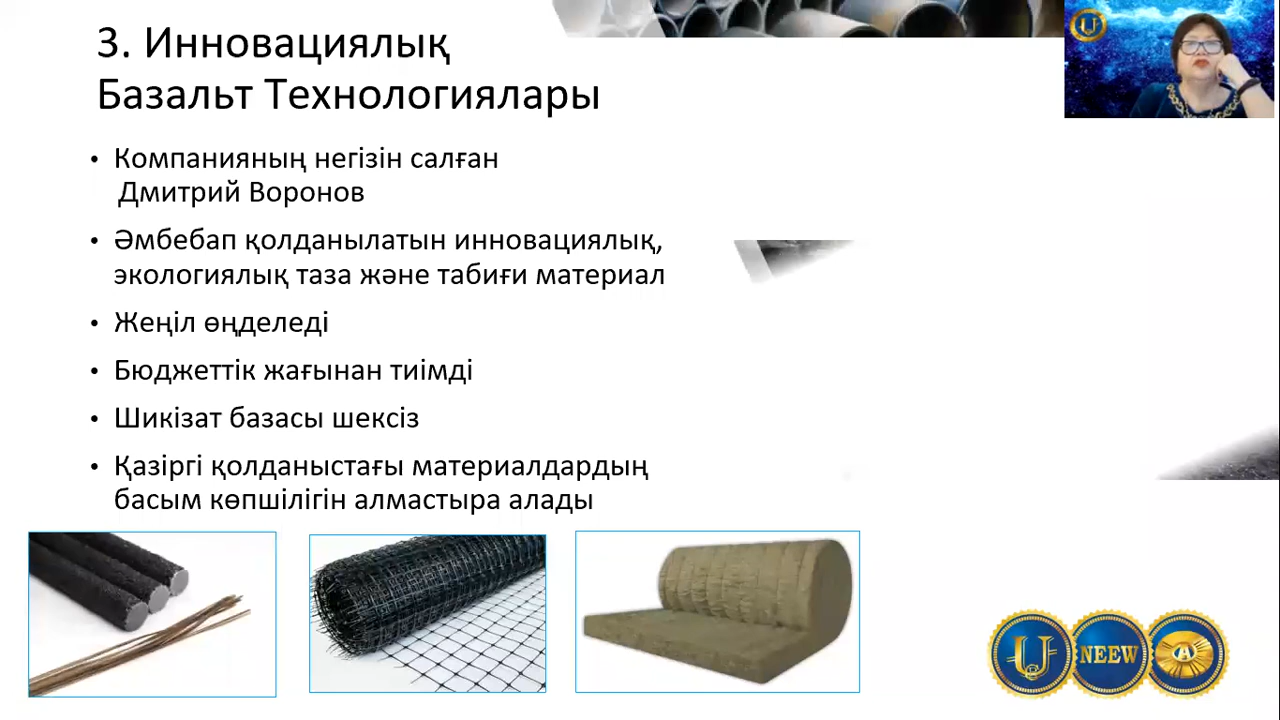 3. Инновациялық
Базальт Технологиялары
• Компанияның негізін салған
Дмитрий Воронов
• Әмбебап қолданылатын инновациялық,
экологиялық таза және табиғи материал
• Жеңіл өңделеді
• Бюджеттік жағынан тиімді
• Шикізат базасы шексіз
• Қазіргі қолданыстағы материалдардың
басым көпшілігін алмастыра алады
U
NEEW
A